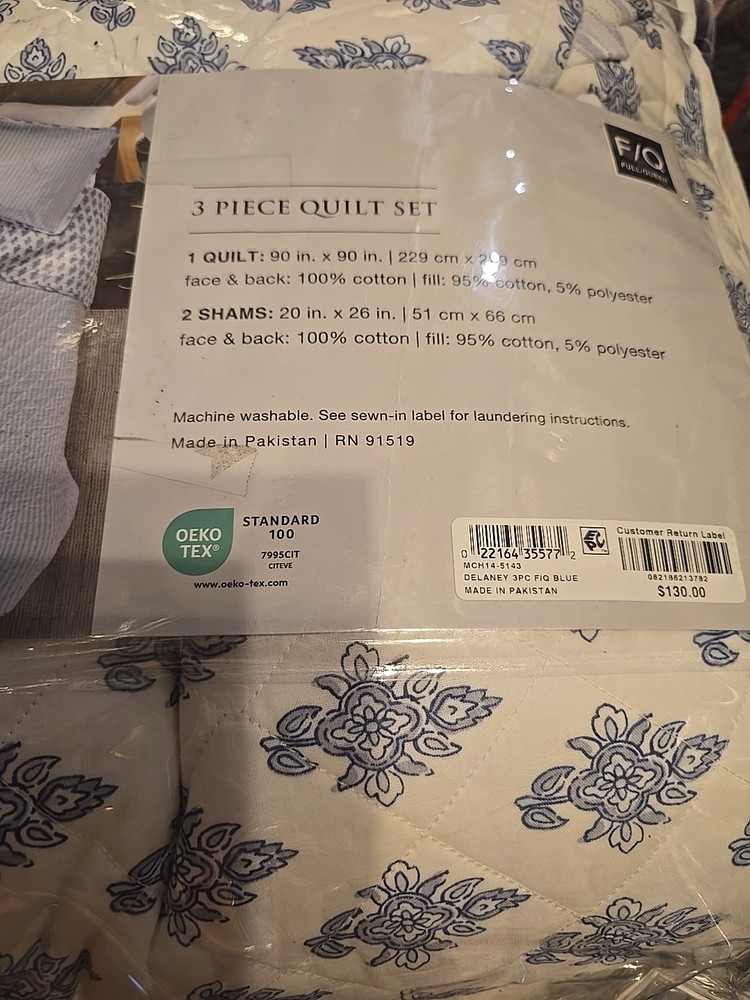 F/Q
FULL/QUEEN
3 PIECE QUILT SET
1 QUILT: 90 in. x 90 in. | 229 cm x cm
face & back: 100% cotton | fill: 95% cotton, 5% polyester
2 SHAMS: 20 in. x 26 in. | 51 cm x 66 cm
face & back: 100% cotton | fill: 95% cotton, 5% polyester
Machine washable. See sewn-in label for laundering instructions.
Made in Pakistan | RN 91519
OEKO
TEX®
STANDARD
100
7995CIT
CITEVE
www.oeko-tex.com
0 22164 35577 2
EPC
MCH14-5143
DELANEY 3PC F/Q BLUE
MADE IN PAKISTAN
Customer Return Label
082186213782
$130.00